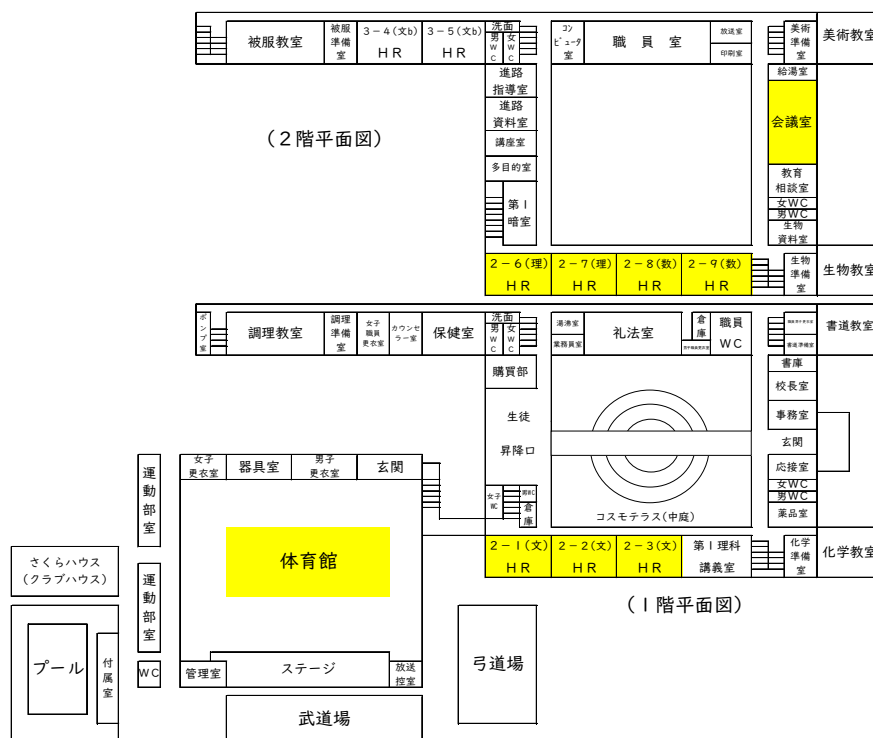 被服教室
被服
準備
室
3－4(文b)
HR
3－5(文b)
HR
洗面
男WC
女WC
コン
ピュータ
室
職員室
放送室
印刷室
美術
準備
室
美術教室
進路
指導室
進路
資料室
講座室
多目的室
第1
暗室
給湯室
会議室
教育
相談室
女WC
男WC
生物
資料室
(2階平面図)
2－6(理)
HR
2－7(理)
HR
2－8(数)
HR
2－9(数)
HR
生物
準備
室
生物教室
ポンプ室
調理教室
調理
準備
室
女子
職員
更衣室
カウンセ
ラー室
保健室
洗面
男WC
女WC
湯沸室
業務員室
礼法室
倉庫
職員
WC
書道準備室
書道教室
購買部
生徒
昇降口
女子
WC
男WC
倉庫
書庫
校長室
事務室
玄関
応接室
女WC
男WC
薬品室
コスモテラス(中庭)
2－1(文)
HR
2－2(文)
HR
2－3(文)
HR
第1理科
講義室
化学
準備
室
化学教室
(1階平面図)
運動部室
女子
更衣室
器具室
男子
更衣室
玄関
体育館
さくらハウス
(クラブハウス)
運動部室
プール
付属室
WC
管理室
ステージ
放送
控室
武道場
弓道場